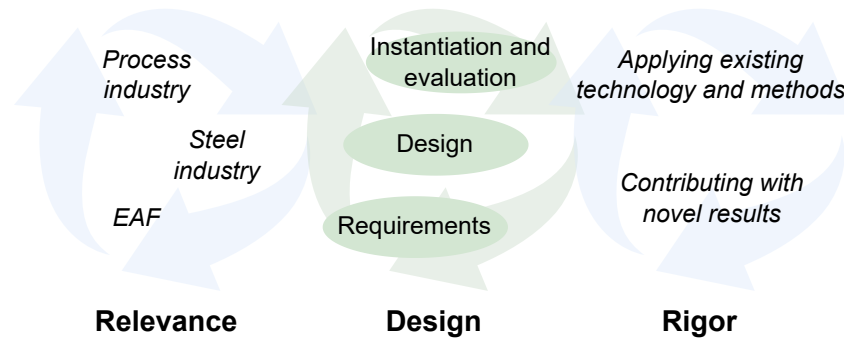 Process
industry
Steel
industry
EAF
Relevance
Instantiation and
evaluation
Design
Requirements
Design
Applying existing
technology and methods
Contributing with
novel results
Rigor